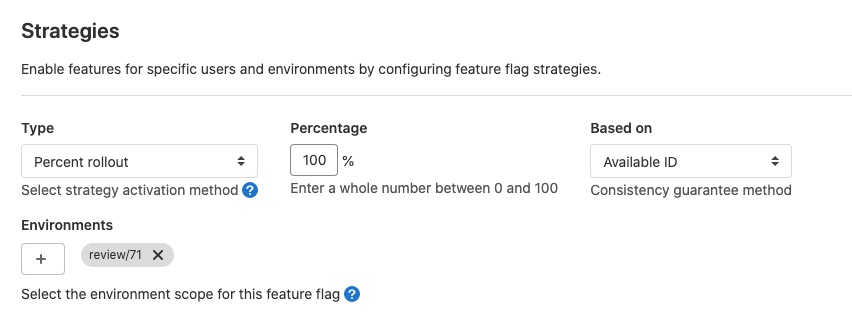 Strategies
Enable features for specific users and environments by configuring feature flag strategies.
Type Percentage Based on
Percent rollout 100 % Available ID
Select strategy activation method ? Enter a whole number between 0 and 100 Consistency guarantee method
Environments
+ review/71 ×
Select the environment scope for this feature flag ?